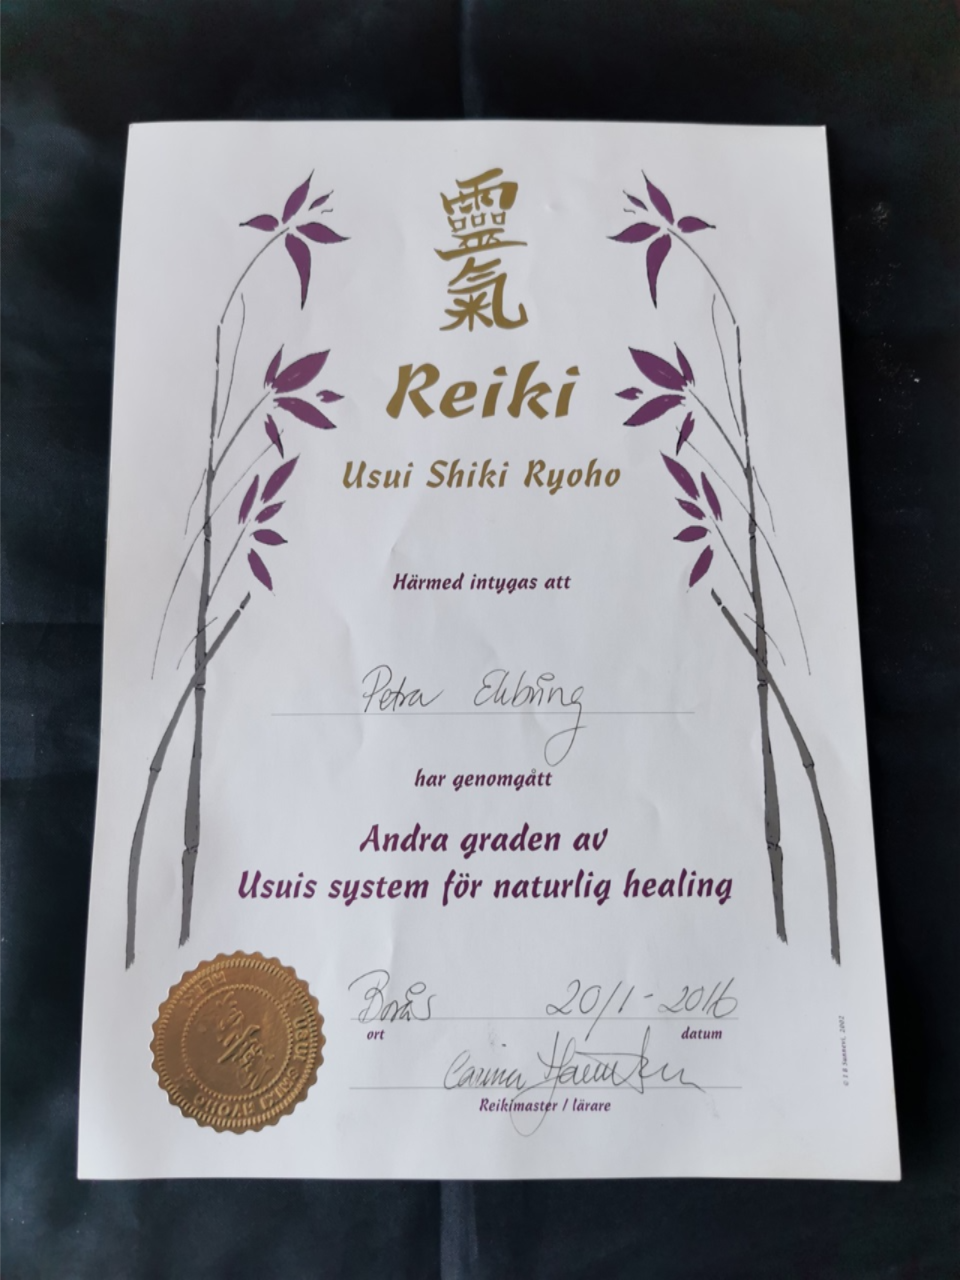 靈
氣
Reiki
Usui Shiki Ryoho
Härmed intygas att
Petra
har genomgått
Andra graden av
Usuis system för naturlig healing
Borås 20/1-2016
ort datum
Carina
Reikimaster / lärare